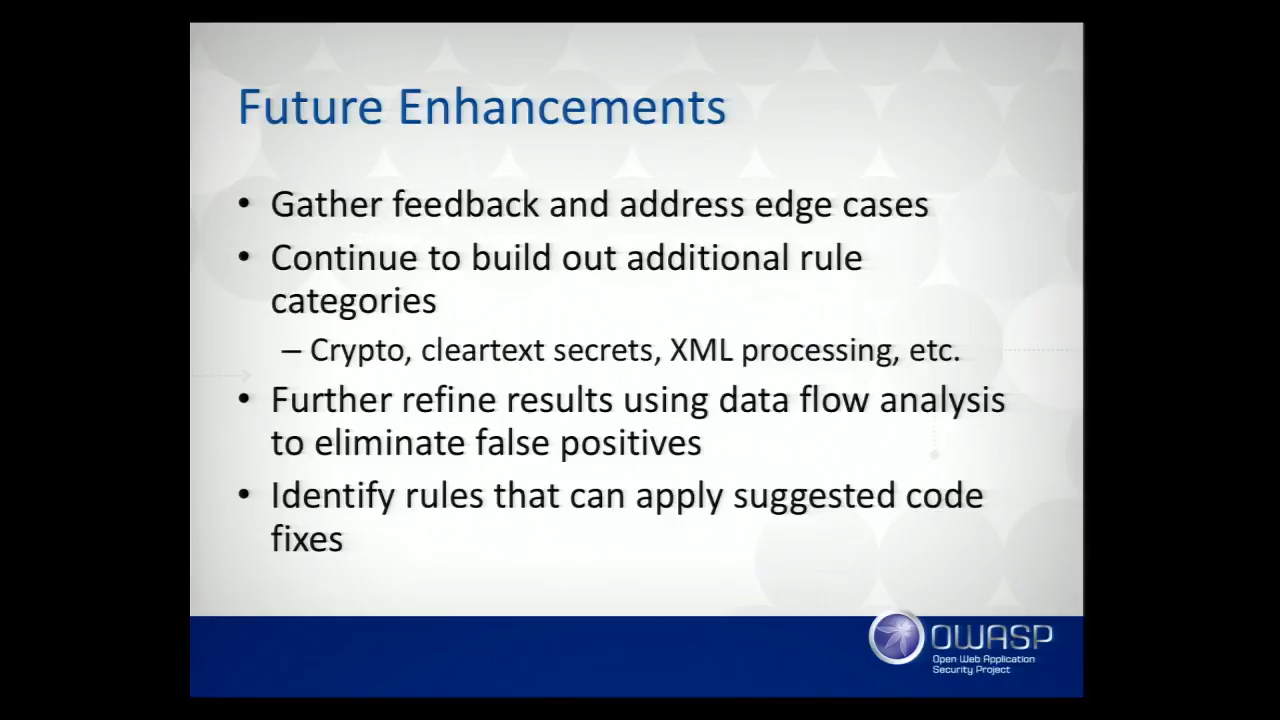 Future Enhancements
• Gather feedback and address edge cases
• Continue to build out additional rule
categories
– Crypto, cleartext secrets, XML processing, etc.
• Further refine results using data flow analysis
to eliminate false positives
• Identify rules that can apply suggested code
fixes
OWASP
Open Web Application
Security Project